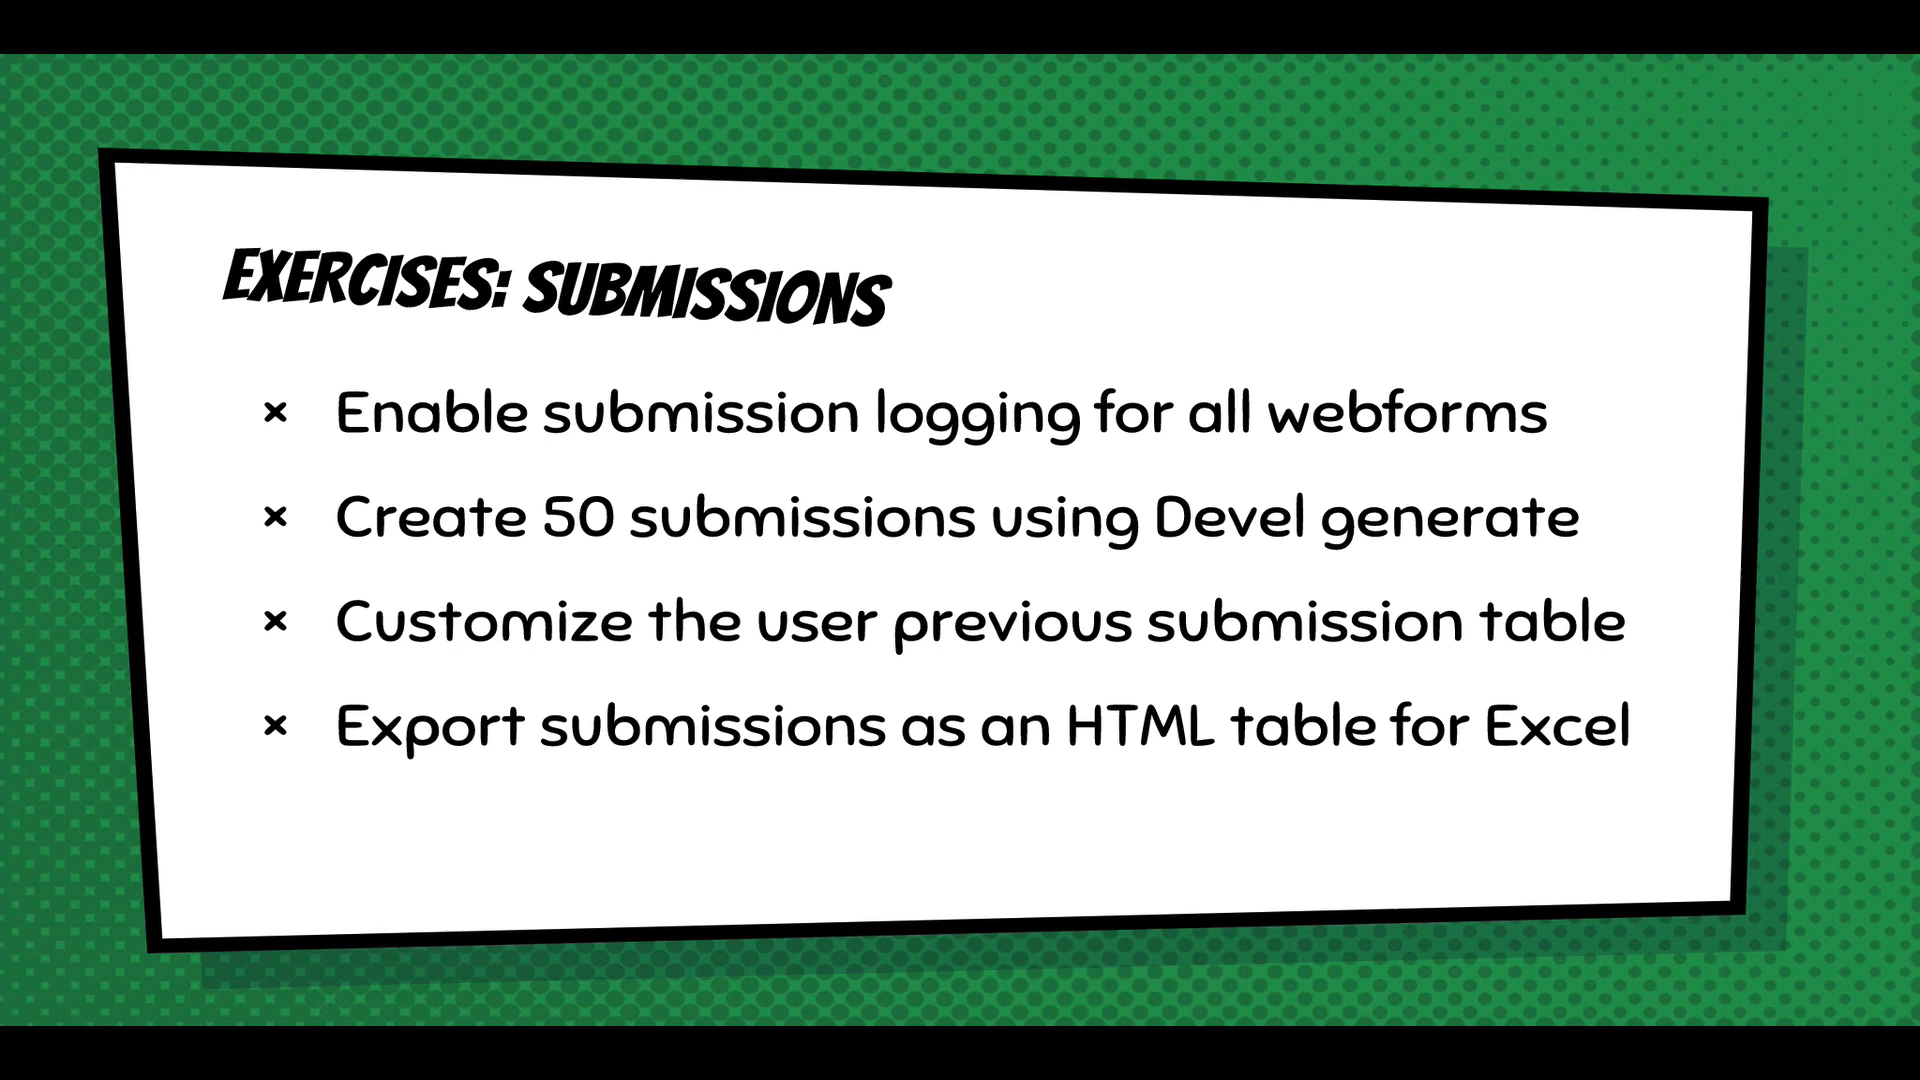 EXERCISES: SUBMISSIONS
× Enable submission logging for all webforms
× Create 50 submissions using Devel generate
× Customize the user previous submission table
× Export submissions as an HTML table for Excel